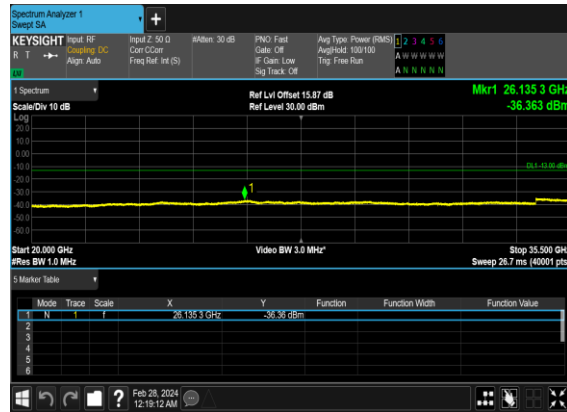 Spectrum Analyzer 1
Swept SA
+
KEYSIGHT Input: RF Input Z: 50 Ω #Atten: 30 dB PNO: Fast Avg Type: Power (RMS) 1 2 3 4 5 6
R T Coupling: DC Corr CCorr Gate: Off Avg|Hold: 100/100 A W W W W W
Align: Auto Freq Ref: Int (S) IF Gain: Low Trig: Free Run A N N N N N
Sig Track: Off
1 Spectrum Ref Lvl Offset 15.87 dB Mkr1 26.135 3 GHz
Scale/Div 10 dB Ref Level 30.00 dBm -36.363 dBm
Log
20.0
10.0
0.00
-10.0 DL1 -13.00 dBm
-20.0
-30.0 1
-40.0
-50.0
-60.0
Start 20.000 GHz Video BW 3.0 MHz* Stop 35.500 GHz
#Res BW 1.0 MHz Sweep 26.7 ms (40001 pts)
5 Marker Table
Mode Trace Scale X Y Function Function Width Function Value
1 N 1 f 26.135 3 GHz -36.36 dBm
2
3
4
5
6
? Feb 28, 2024
12:19:12 AM